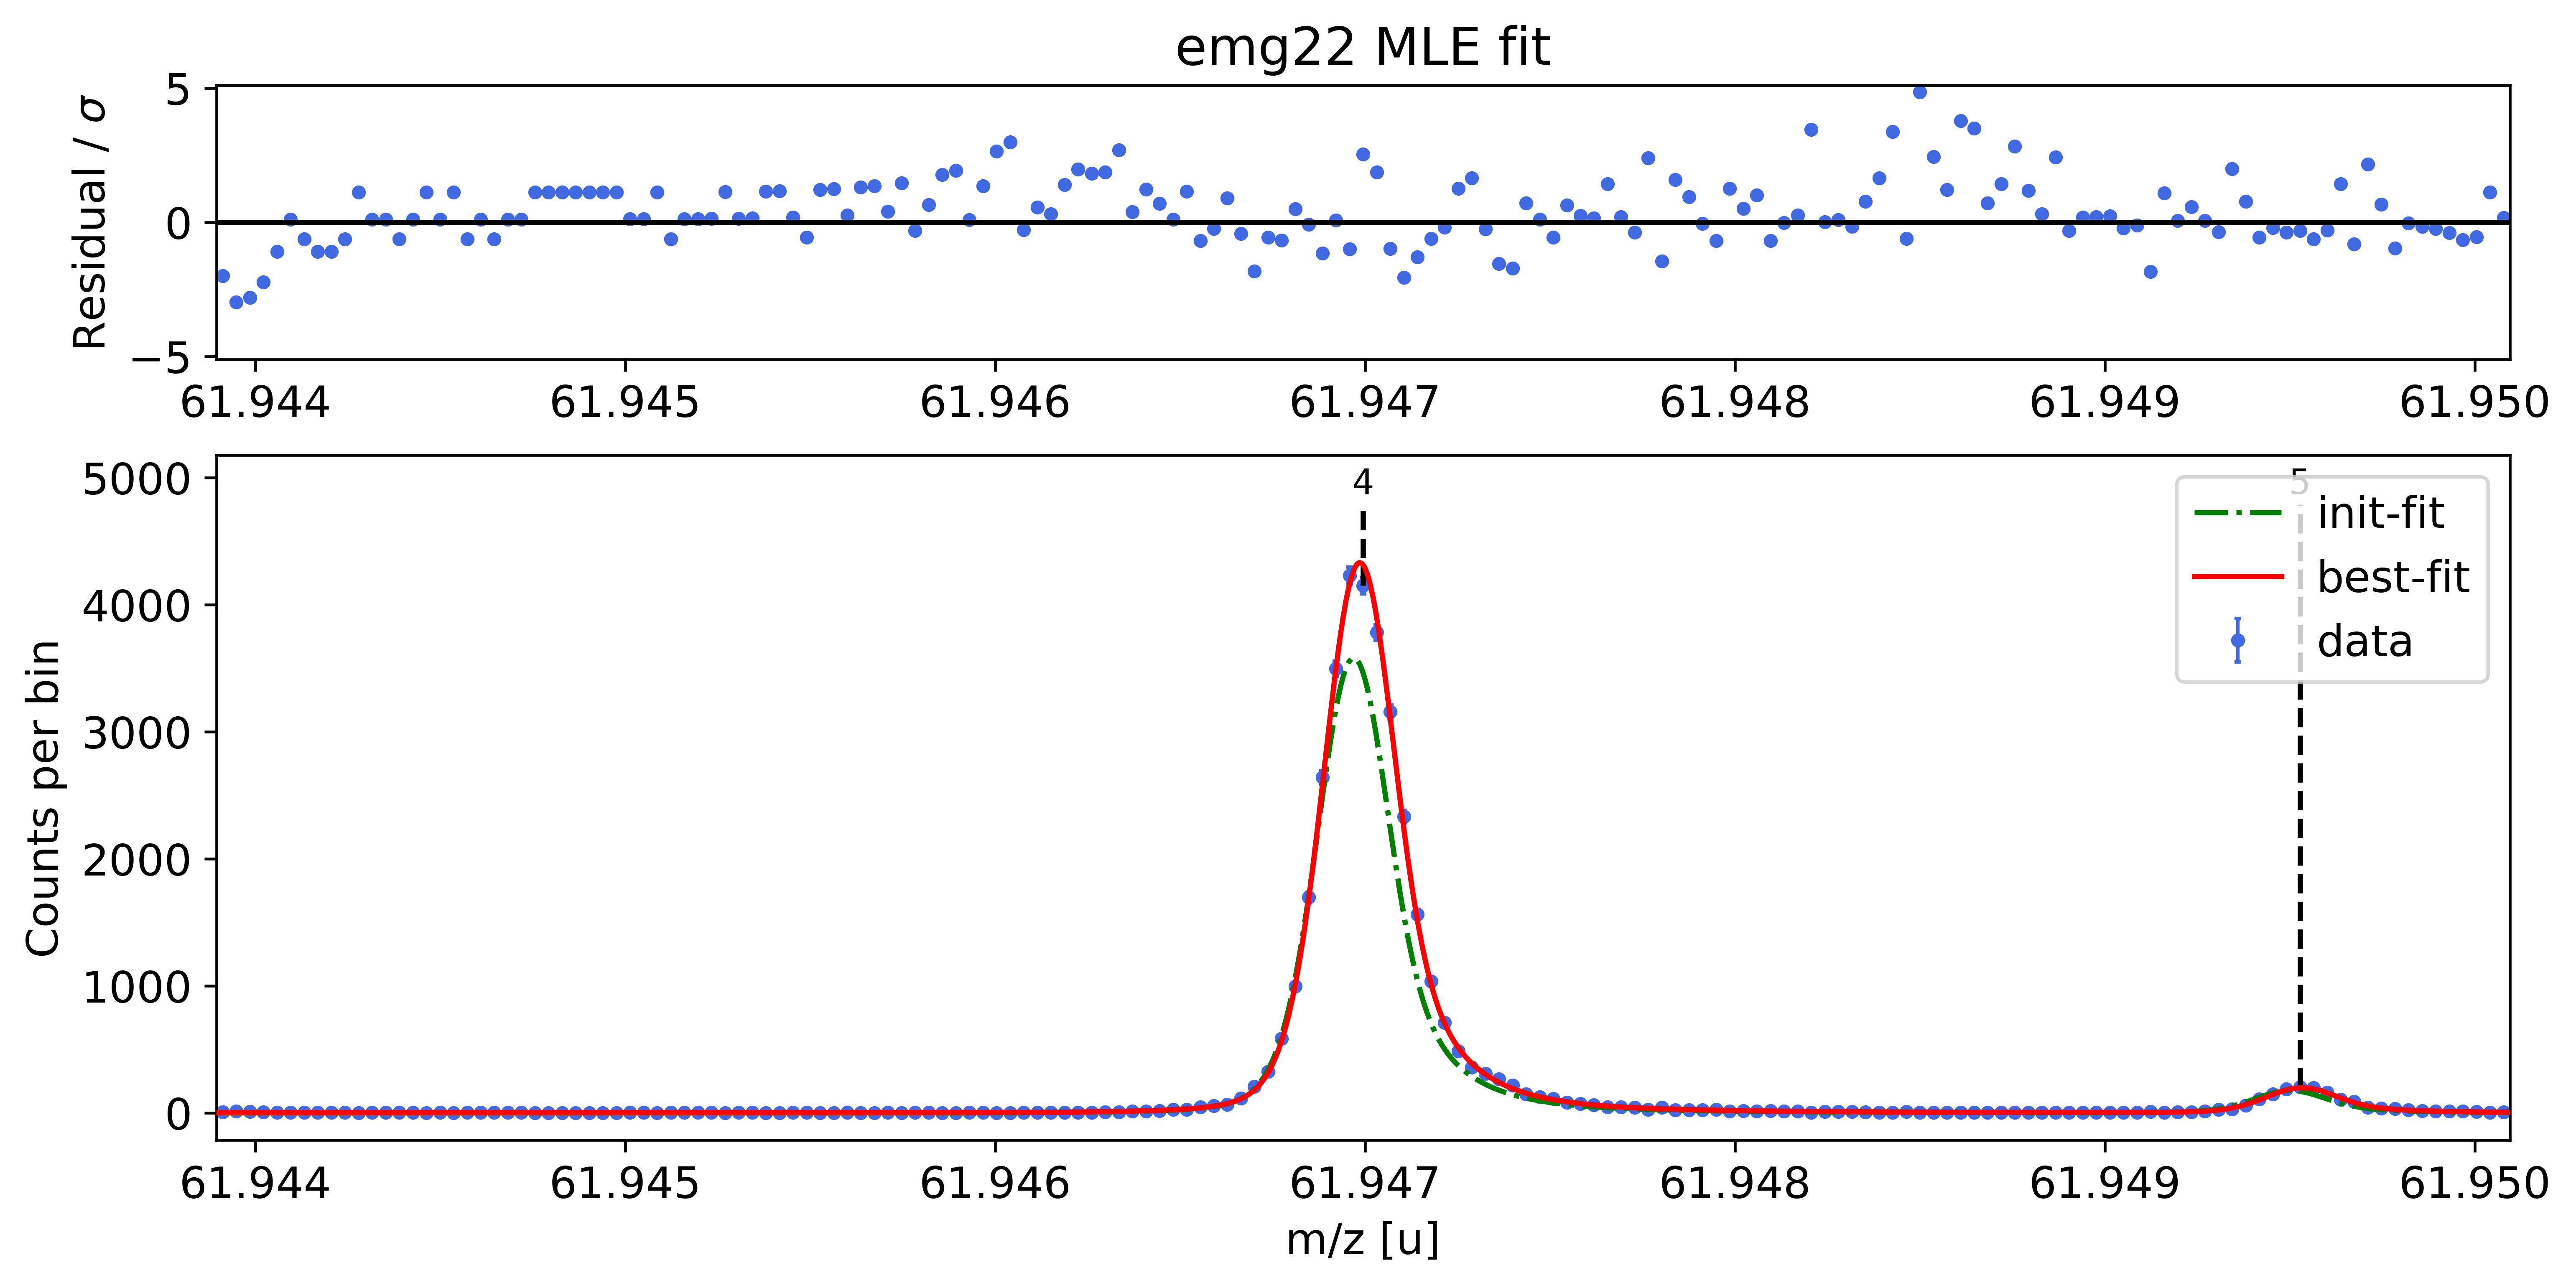 emg22 MLE fit
Residual / σ
5
0
−5
61.944 61.945 61.946 61.947 61.948 61.949 61.950
Counts per bin
5000
4000
3000
2000
1000
0
4
5
init-fit
best-fit
data
61.944 61.945 61.946 61.947 61.948 61.949 61.950
m/z [u]